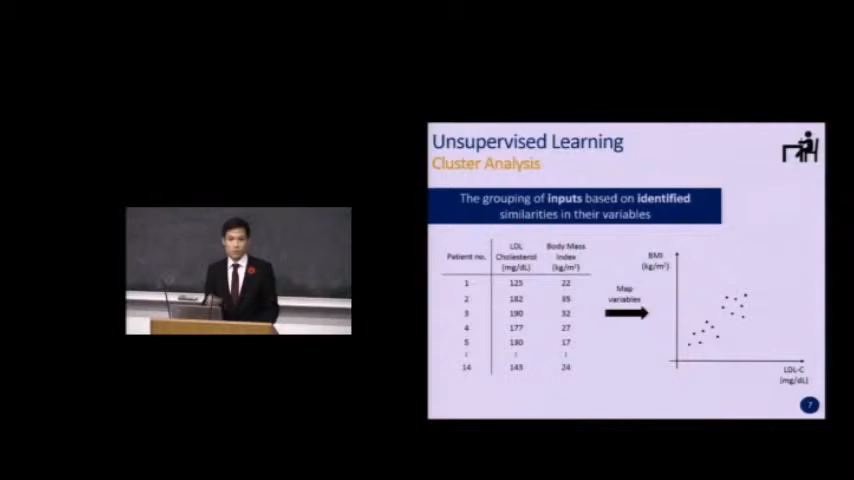 Unsupervised Learning
Cluster Analysis
The grouping of inputs based on identified
similarities in their variables
Patient no. LDL Cholesterol (mg/dL) Body Mass Index (kg/m²)
1 125 22
2 182 35
3 190 32
4 177 27
5 130 17
⋮ ⋮ ⋮
14 143 24
Map
variables
BMI
(kg/m²)
LDL-C
(mg/dL)
7